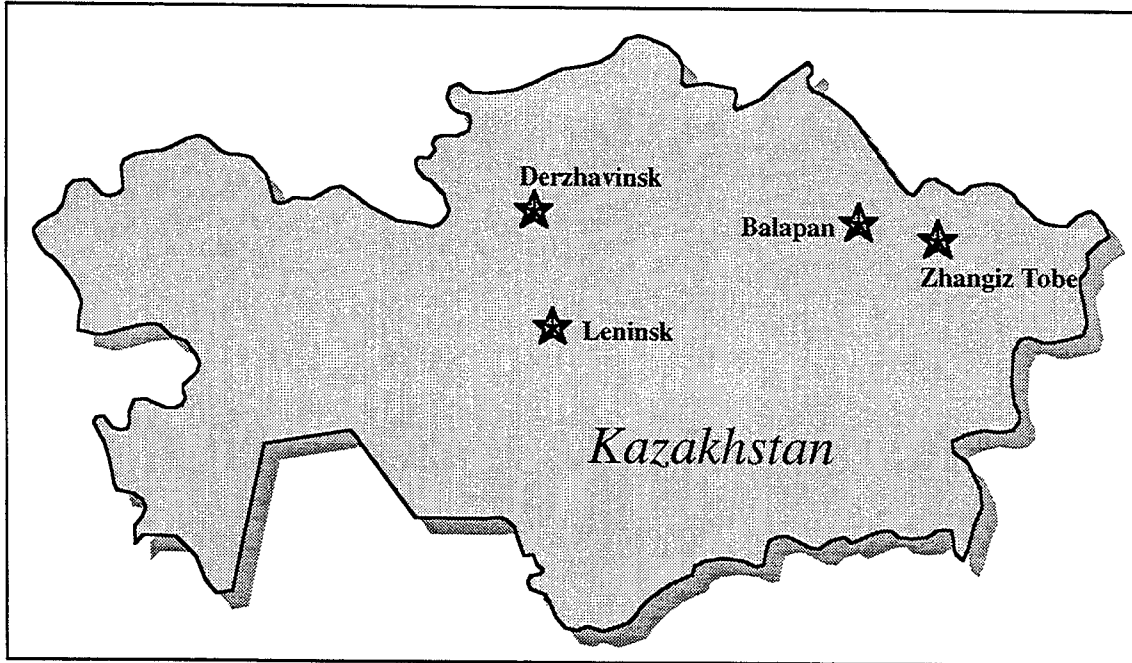 Derzhavinsk
Balapan
Zhangiz Tobe
Leninsk
Kazakhstan